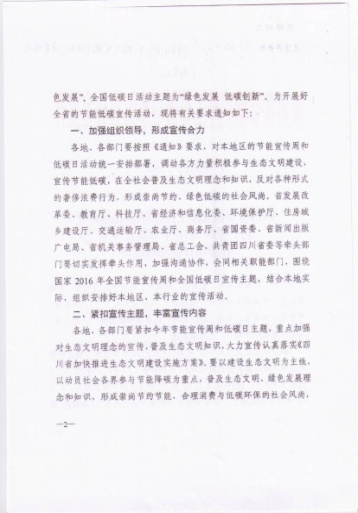 色发展”，全国低碳日活动主题为“绿色发展 低碳创新”。为开展好
全省的节能低碳宣传活动，现将有关要求通知如下：
一、加强组织领导，形成宣传合力
各地、各部门要按照《通知》要求，对本地区的节能宣传周和
低碳日活动统一安排部署，调动各方力量积极参与生态文明建设，
宣传节能低碳，在全社会普及生态文明理念和知识，反对各种形式
的奢侈浪费行为，形成崇尚节约、绿色低碳的社会风尚。省发展改
革委、教育厅、科技厅、省经济和信息化委、环境保护厅、住房城
乡建设厅、交通运输厅、农业厅、商务厅、省国资委、省新闻出版
广电局、省机关事务管理局、省总工会、共青团四川省委等牵头部
门要切实发挥牵头作用，加强沟通协作，会同相关职能部门，围绕
国家 2016 年全国节能宣传周和全国低碳日宣传主题，结合本地实
际，组织安排好本地区、本行业的宣传活动。
二、紧扣宣传主题，丰富宣传内容
各地、各部门要紧扣今年节能宣传周和低碳日主题，重点加强
对生态文明理念的宣传，普及生态文明知识，大力宣传认真落实《四
川省加快推进生态文明建设实施方案》。要以建设生态文明为主线，
以动员社会各界参与节能降碳为重点，普及生态文明、绿色发展理
念和知识，形成崇尚节约节能、合理消费与低碳环保的社会风尚，
—2—